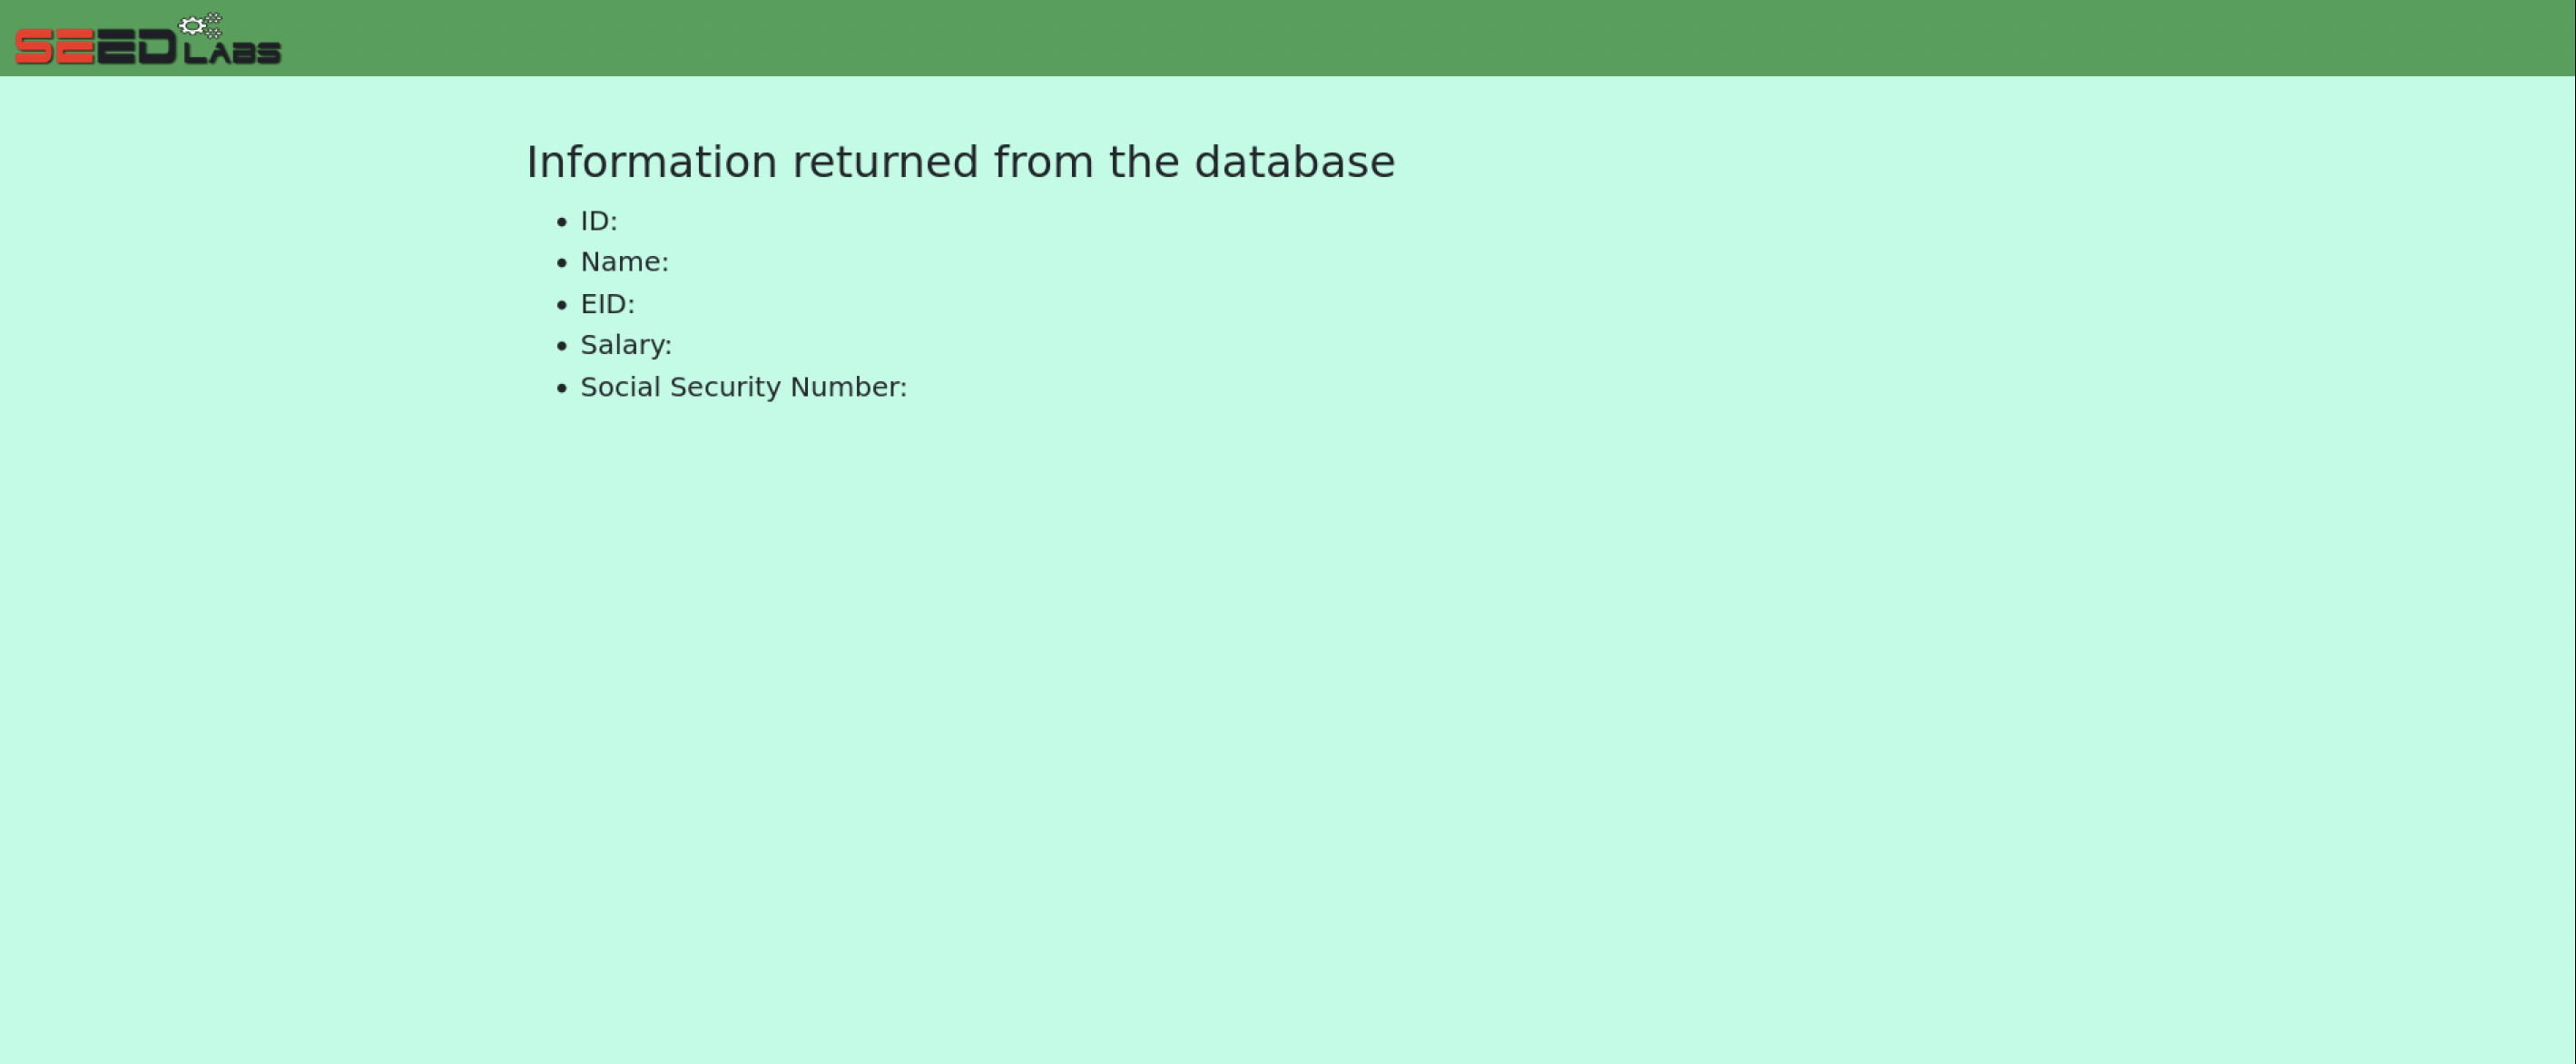 SEED LABS
Information returned from the database
• ID:
• Name:
• EID:
• Salary:
• Social Security Number: